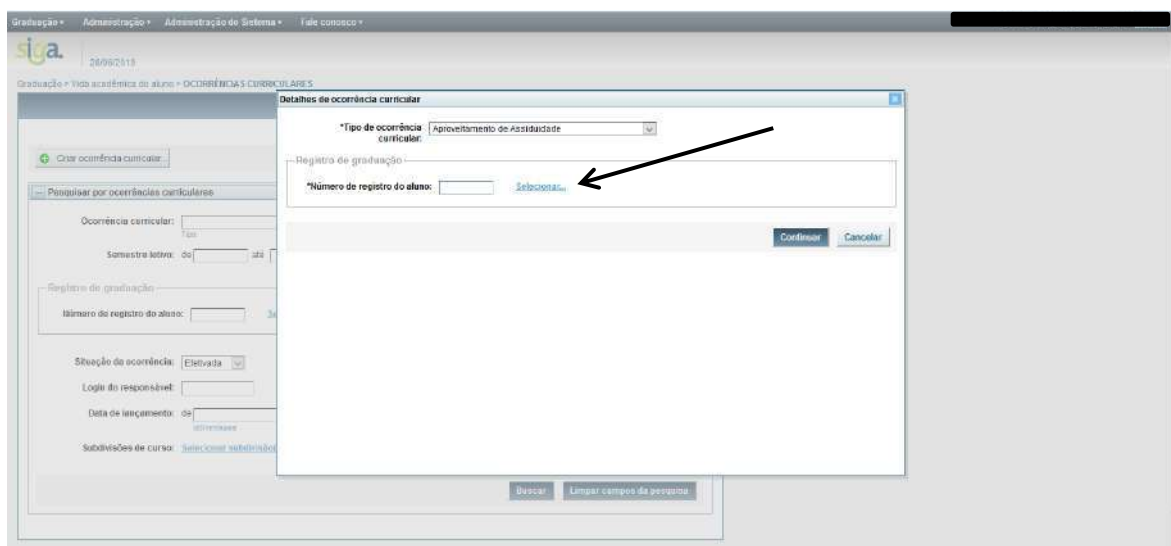 Graduação Administração Administração do Sistema Fale conosco
siga.
Graduação > Vida acadêmica do aluno > OCORRÊNCIAS CURRICULARES
Detalhes de ocorrência curricular
*Tipo de ocorrência curricular: Aproveitamento de Assiduidade
Registro de graduação
*Número de registro do aluno: Selecionar...
Continuar Cancelar
Criar ocorrência curricular...
Pesquisar por ocorrências curriculares
Ocorrência curricular:
Tipo
Semestre letivo: de até
Registro de graduação
Número de registro do aluno:
Situação da ocorrência: Efetivada
Login do responsável:
Data de lançamento: de
Subdivisões de curso:
Buscar Limpar campos da pesquisa